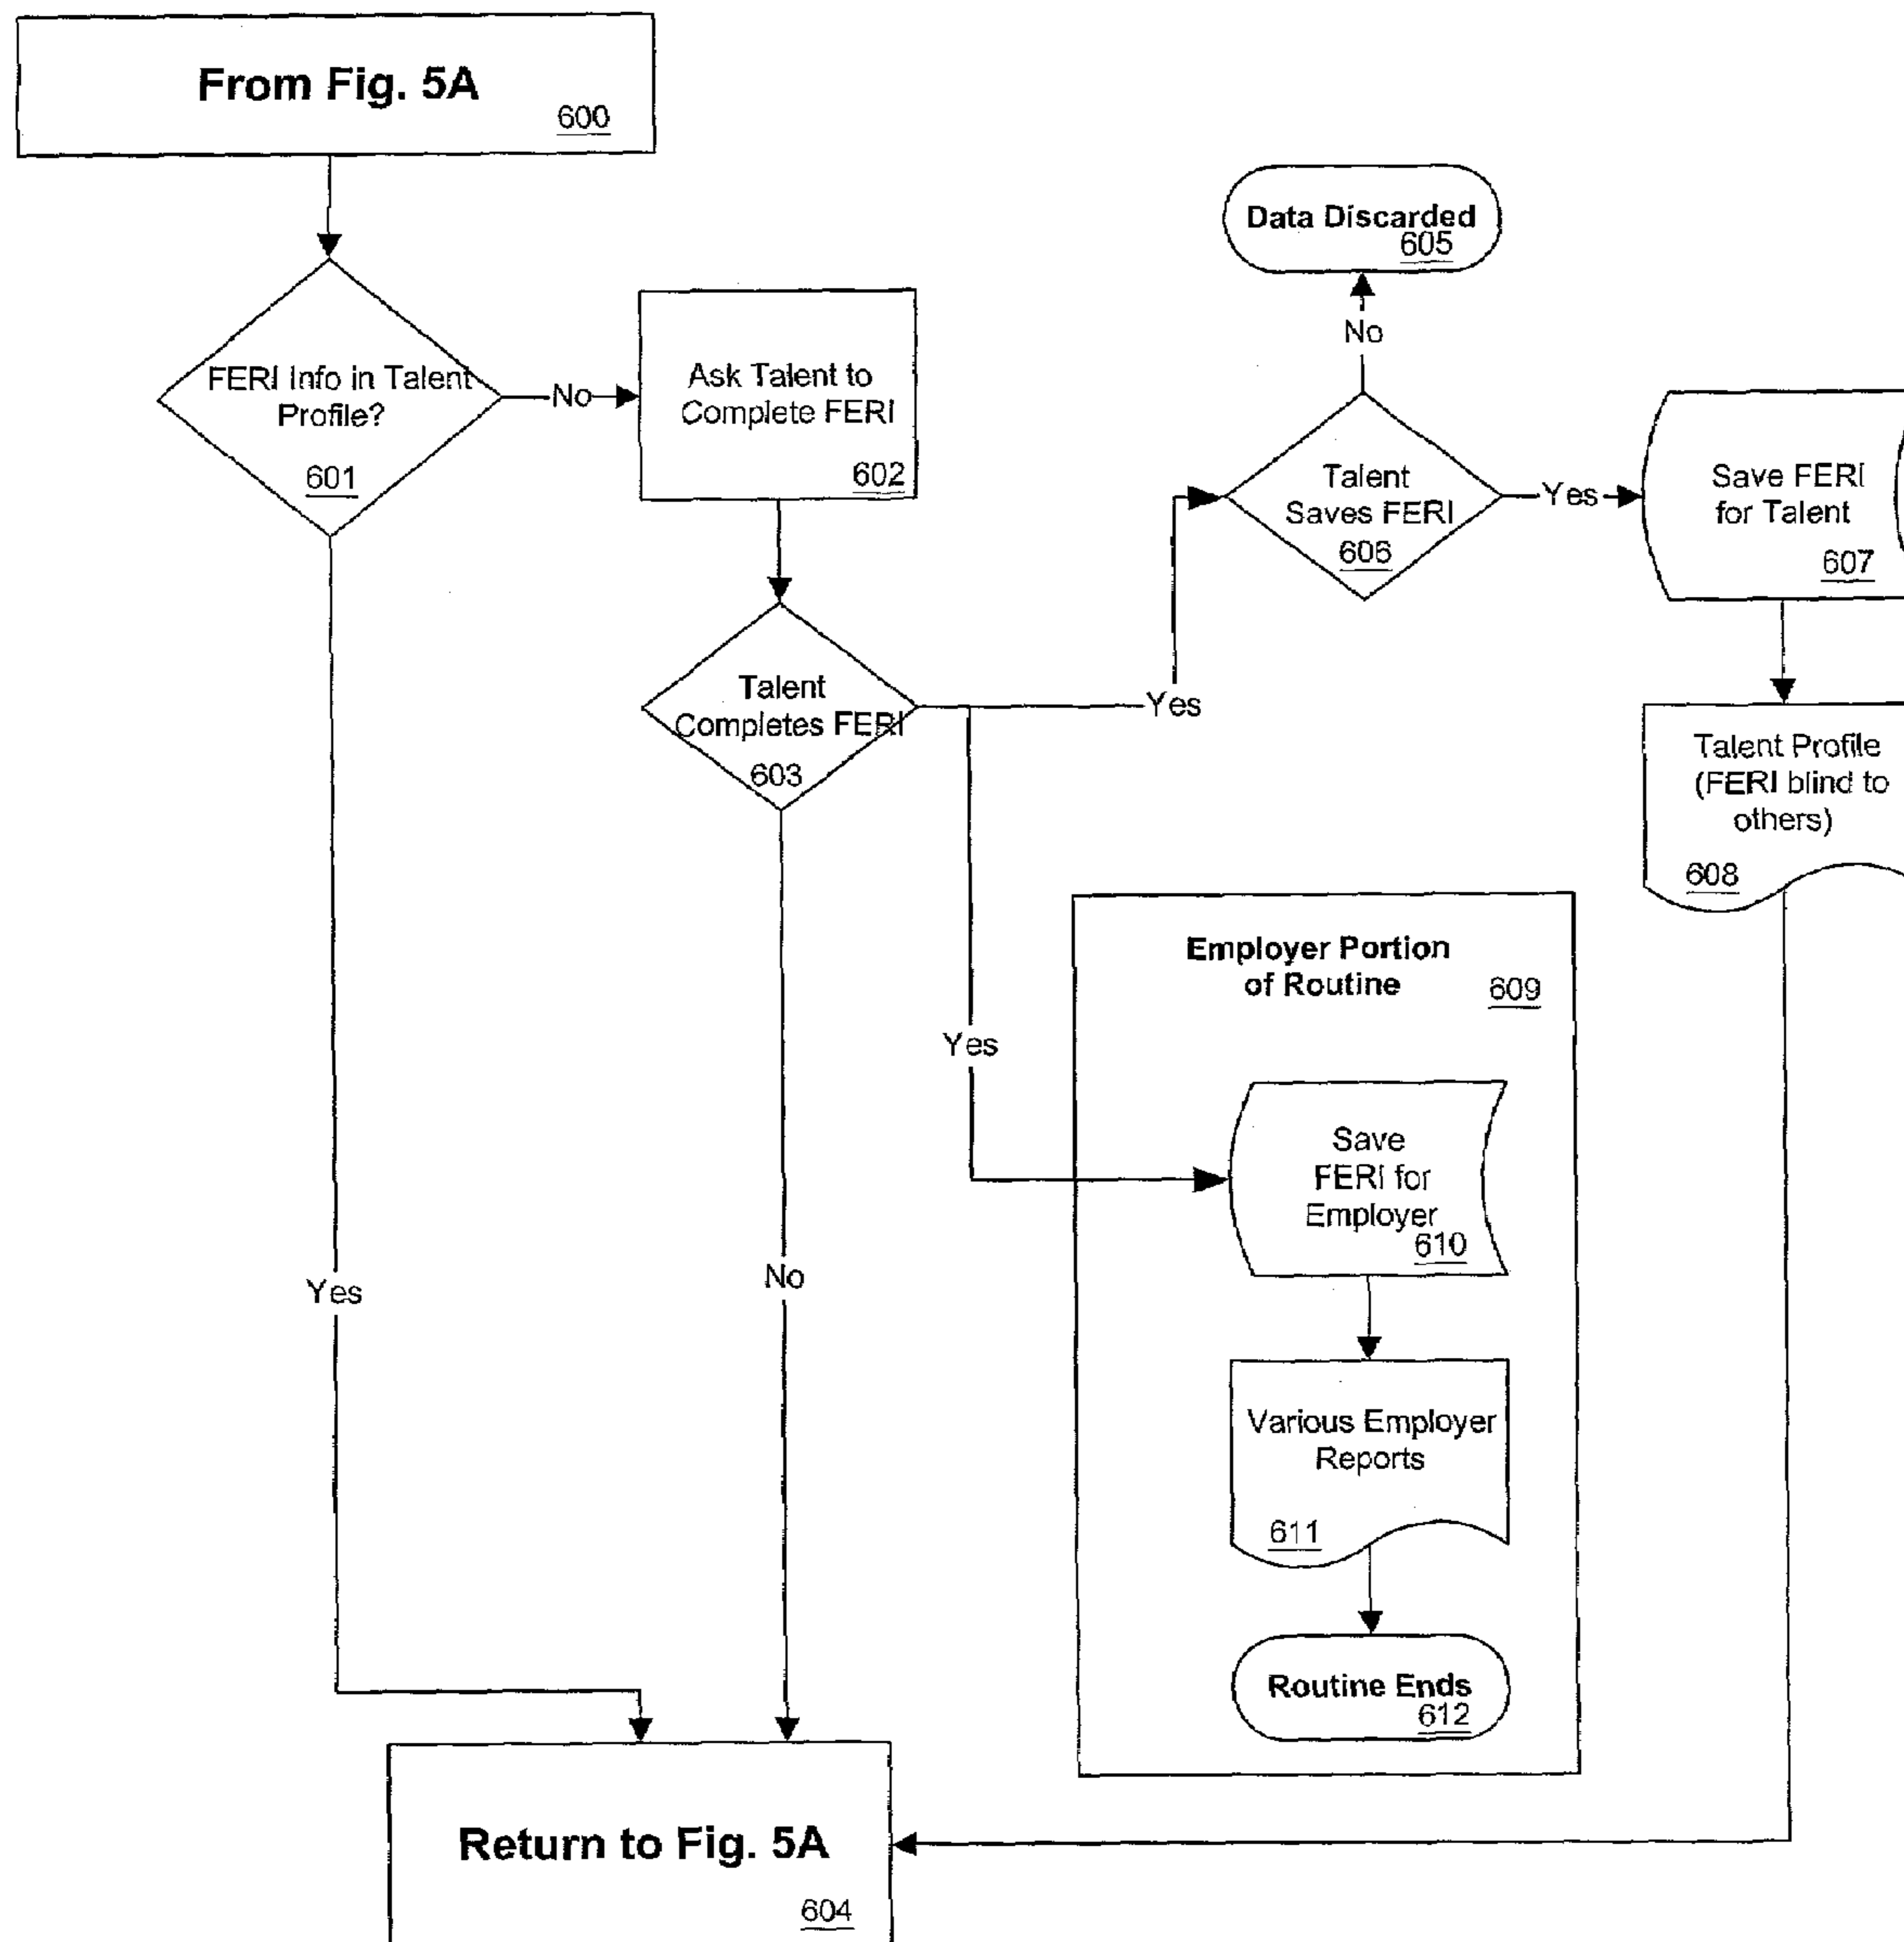 From Fig. 5A
600
FERI Info in Talent
Profile?
601
No
Ask Talent to
Complete FERI
602
Talent
Completes FERI
603
Yes
Data Discarded
605
No
Talent
Saves FERI
606
Yes
Save FERI
for Talent
607
Talent Profile
(FERI blind to
others)
608
Employer Portion
of Routine
609
Yes
Save
FERI for
Employer
610
Various Employer
Reports
611
Routine Ends
612
Yes
No
Return to Fig. 5A
604